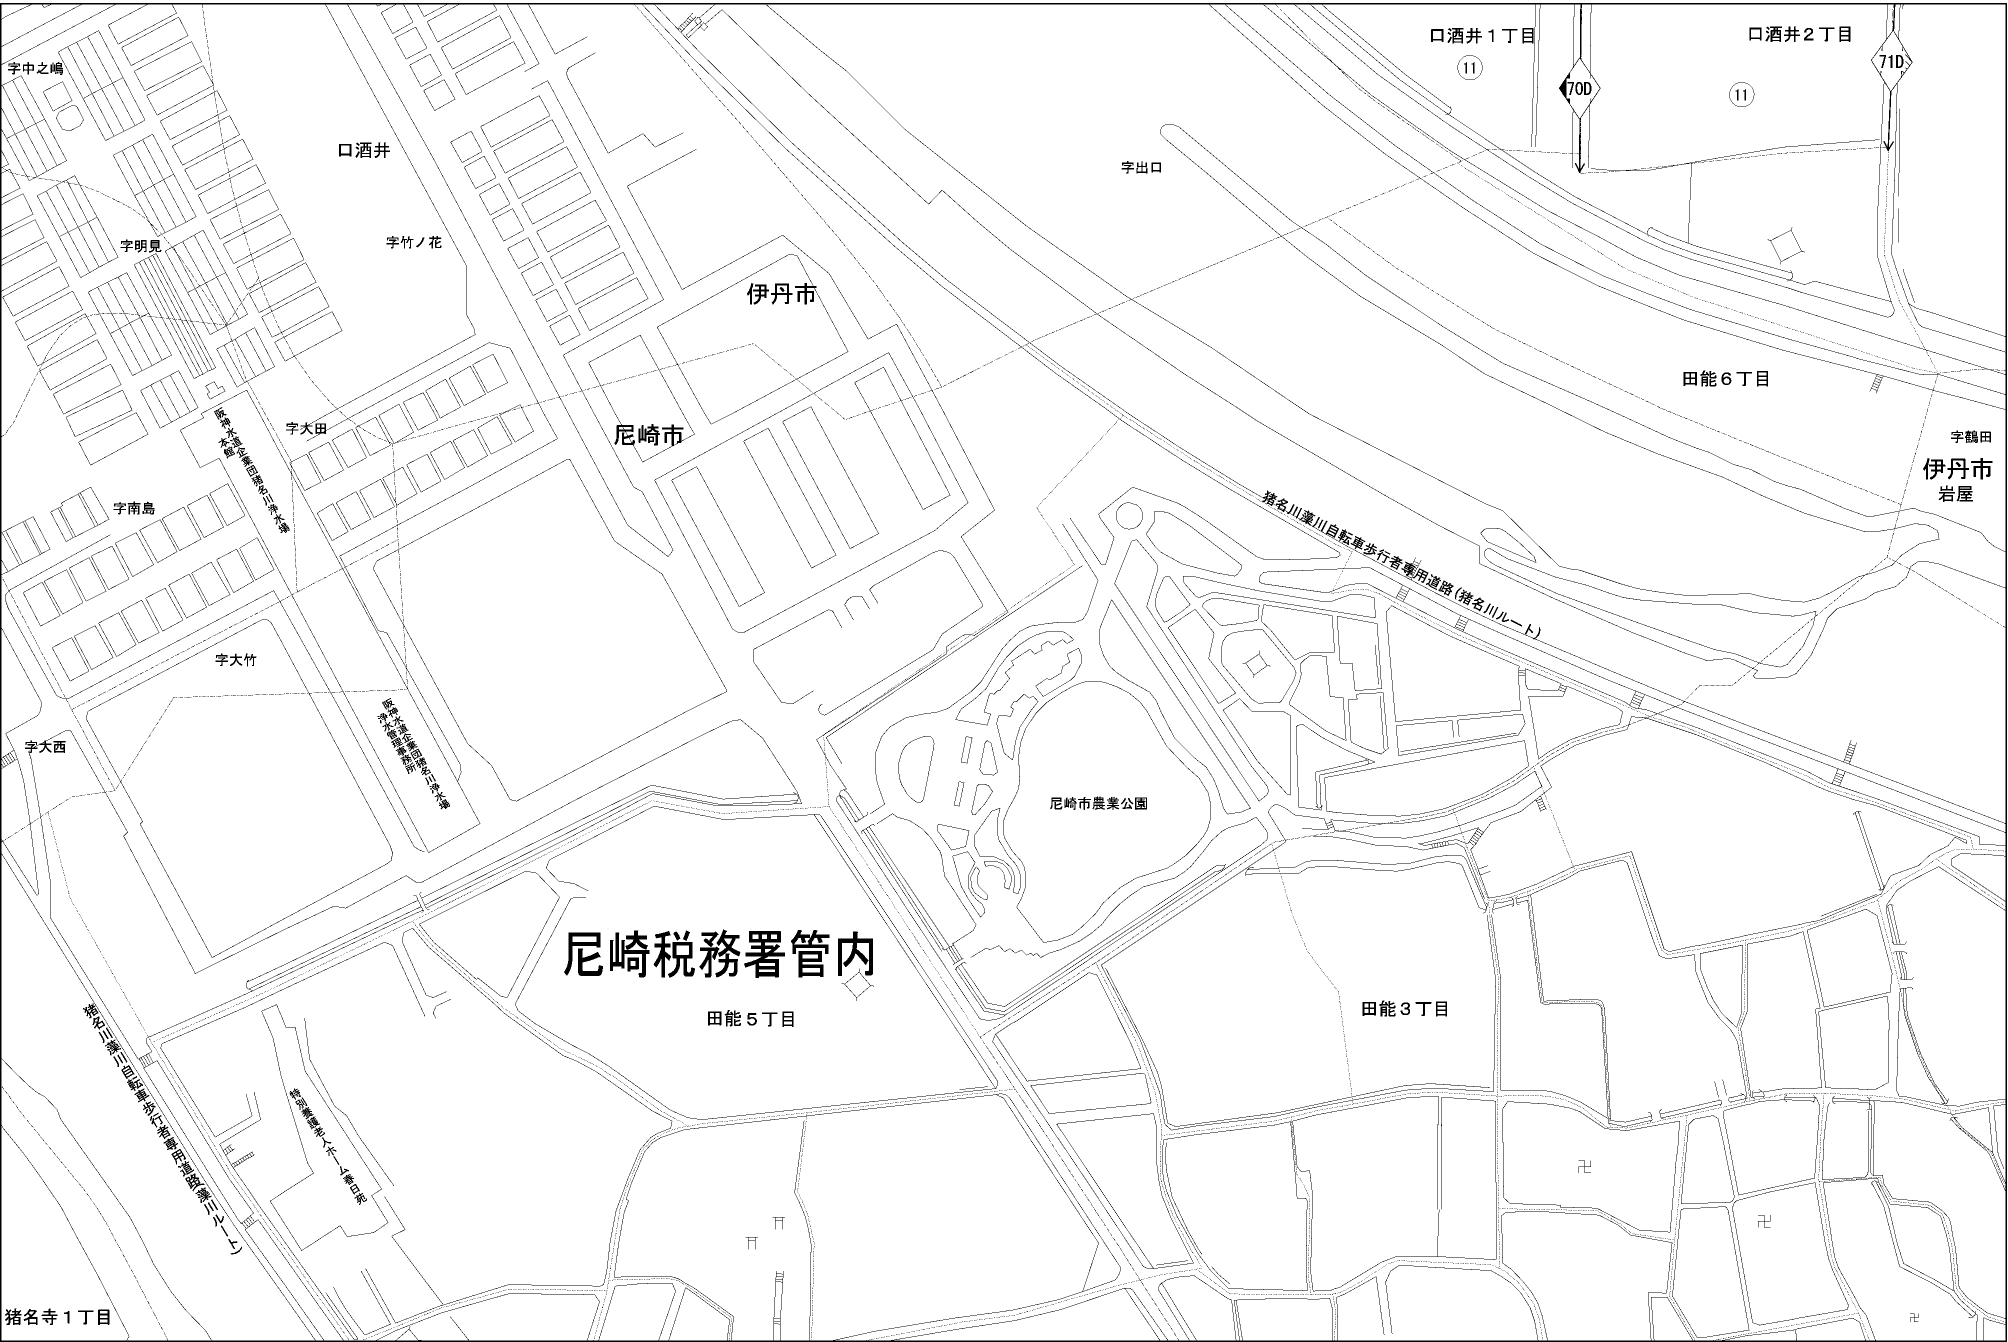 字中之嶋
口酒井
字明見
字竹ノ花
伊丹市
尼崎市
字出口
口酒井1丁目
11
70D
口酒井2丁目
11
71D
田能6丁目
字鶴田
伊丹市
岩屋
字大田
阪神水道企業団猪名川浄水場
本館
字南島
字大竹
字大西
阪神水道企業団猪名川浄水場
浄水管理事務所
猪名川藻川自転車歩行者専用道路(猪名川ルート)
尼崎市農業公園
尼崎税務署管内
田能5丁目
田能3丁目
猪名川藻川自転車歩行者専用道路(藻川ルート)
特別養護老人ホーム春日苑
猪名寺1丁目